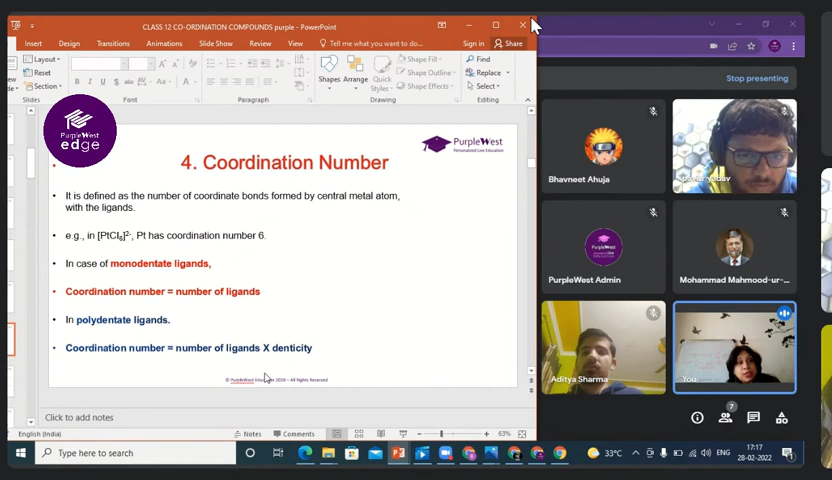 CLASS 12 CO-ORDINATION COMPOUNDS purple - PowerPoint
Insert Design Transitions Animations Slide Show Review View Tell me what you want to do... Sign in Share
Layout
Reset
Section
Slides
Font
Paragraph
Shapes
Arrange
Quick
Styles
Shape Fill
Shape Outline
Shape Effects
Drawing
Find
Replace
Select
Editing
PurpleWest
edge
PurpleWest
Personalized Live Education
4. Coordination Number
It is defined as the number of coordinate bonds formed by central metal atom,
with the ligands.
e.g., in [PtCl6]2-, Pt has coordination number 6.
In case of monodentate ligands,
Coordination number = number of ligands
In polydentate ligands.
Coordination number = number of ligands X denticity
All Rights Reserved
Click to add notes
English (India)
Notes
Comments
63%
Stop presenting
Bhavneet Ahuja
yadav
PurpleWest Admin
Mohammad Mahmood-ur-...
Aditya Sharma
You
7
Type here to search
33°C
ENG
17:17
28-02-2022